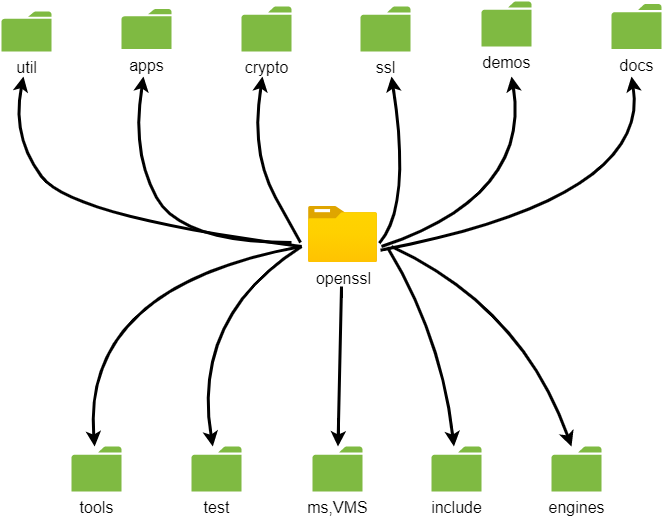 util
apps
crypto
ssl
demos
docs
openssl
tools
test
ms,VMS
include
engines